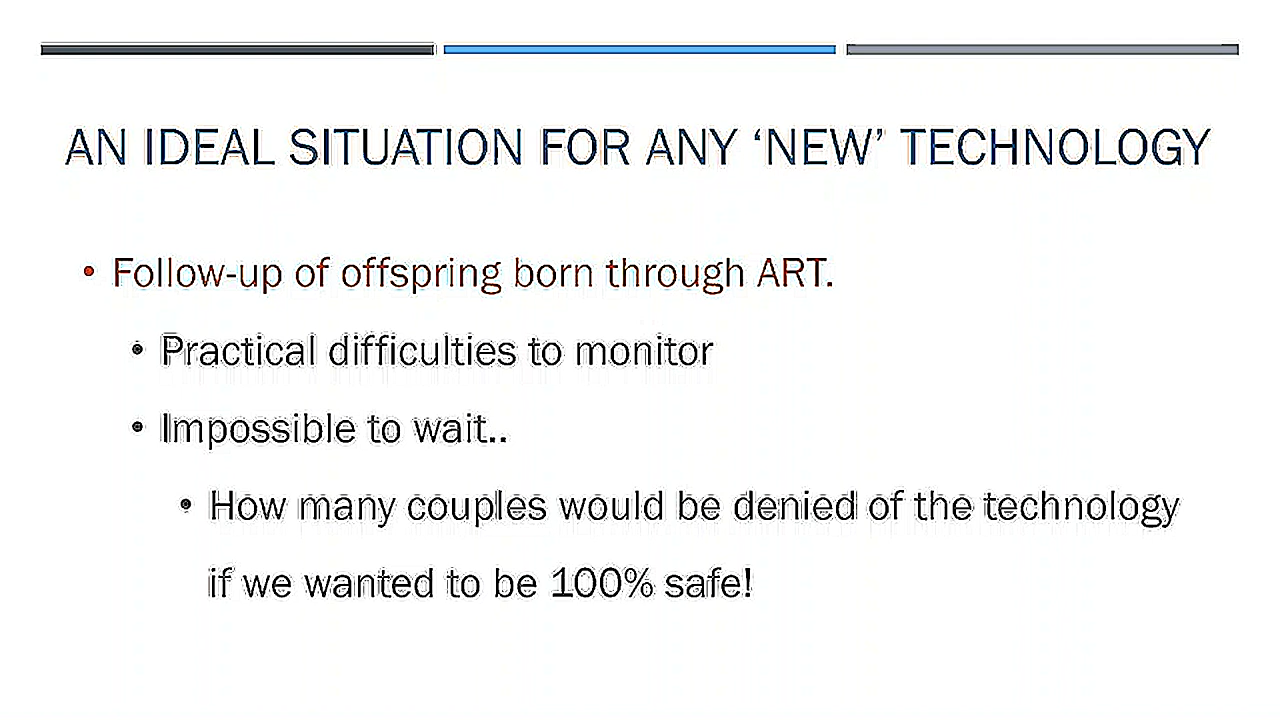 AN IDEAL SITUATION FOR ANY ‘NEW’ TECHNOLOGY
• Follow-up of offspring born through ART.
• Practical difficulties to monitor
• Impossible to wait..
• How many couples would be denied of the technology
if we wanted to be 100% safe!